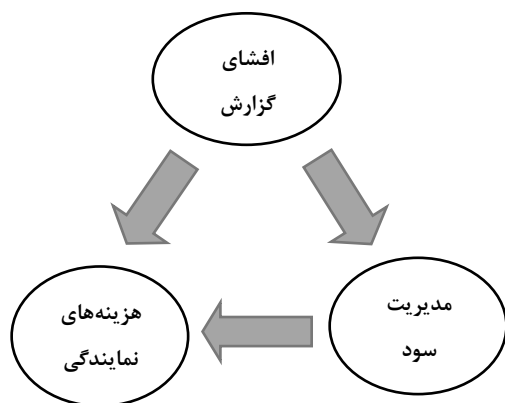 افشای
گزارش
مدیریت
سود
هزینه‌های
نمایندگی